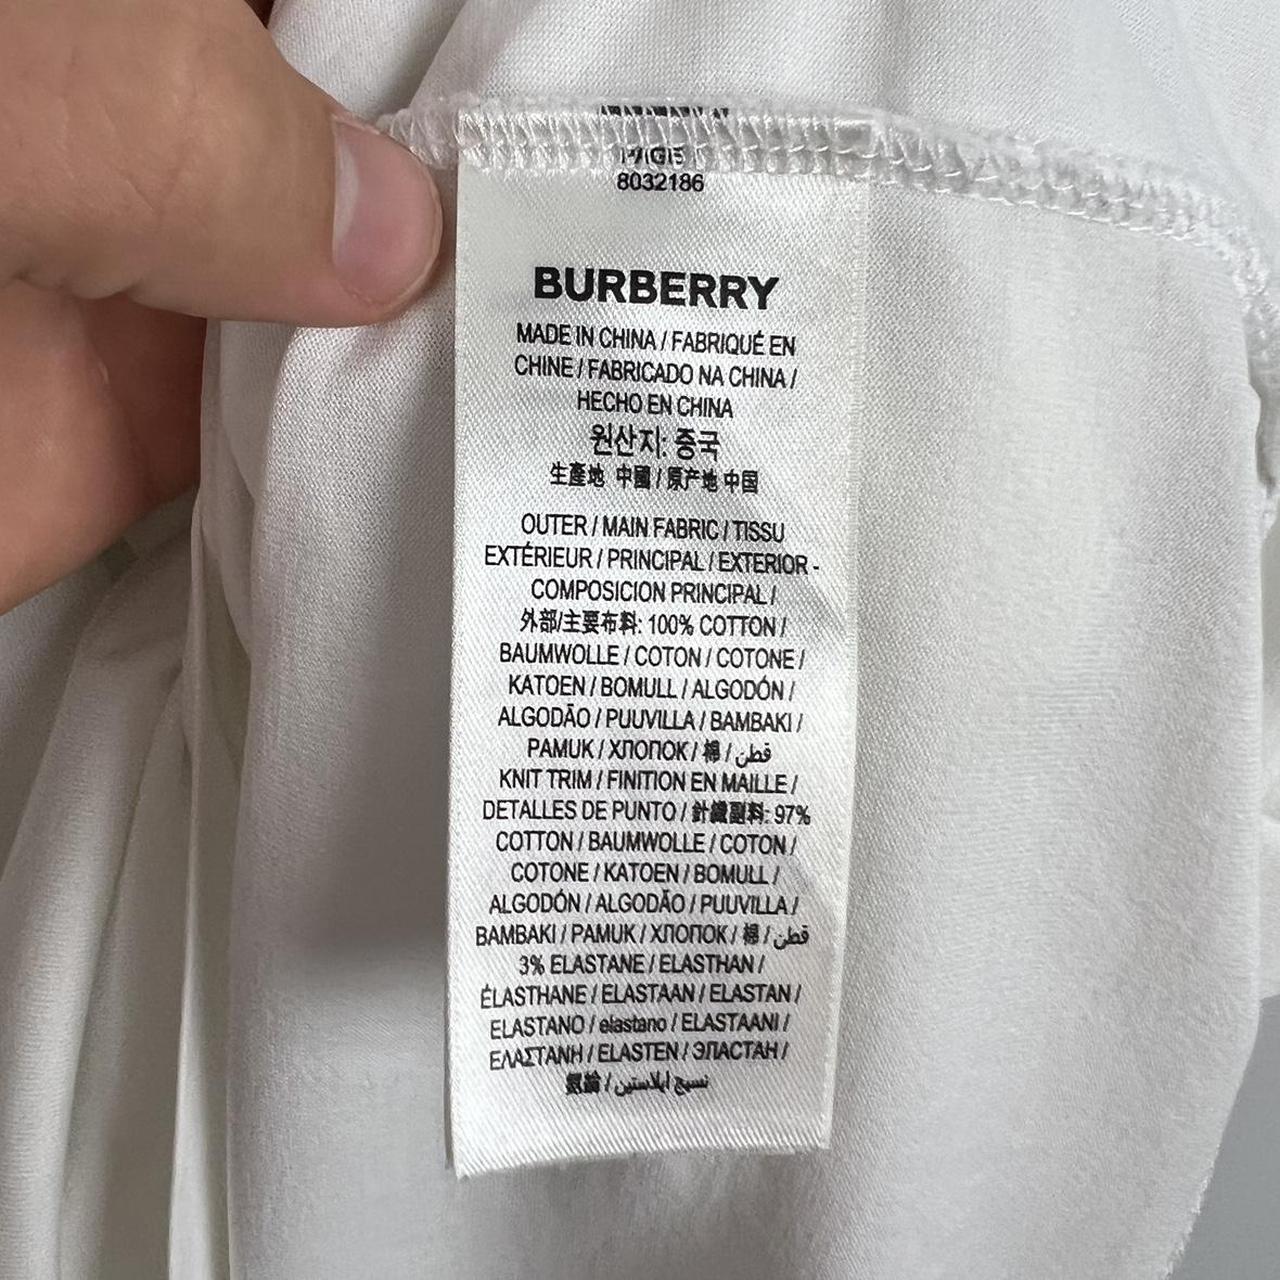 8032186
BURBERRY
MADE IN CHINA / FABRIQUÉ EN
CHINE / FABRICADO NA CHINA /
HECHO EN CHINA
원산지: 중국
生產地 中國 / 原产地 中国
OUTER / MAIN FABRIC / TISSU
EXTÉRIEUR / PRINCIPAL / EXTERIOR -
COMPOSICION PRINCIPAL /
外部/主要布料: 100% COTTON /
BAUMWOLLE / COTON / COTONE /
KATOEN / BOMULL / ALGODÓN /
ALGODÃO / PUUVILLA / BAMBAKI /
PAMUK / ХЛОПОК / 棉 / قطن
KNIT TRIM / FINITION EN MAILLE /
DETALLES DE PUNTO / 針織副料: 97%
COTTON / BAUMWOLLE / COTON /
COTONE / KATOEN / BOMULL /
ALGODÓN / ALGODÃO / PUUVILLA /
BAMBAKI / PAMUK / ХЛОПОК / 棉 / قطن
3% ELASTANE / ELASTHAN /
ÉLASTHANE / ELASTAAN / ELASTAN /
ELASTANO / elastano / ELASTAANI /
ΕΛΑΣΤΑΝΗ / ELASTEN / ЭЛАСТАН /
氨綸 / نسيج ايلاستين